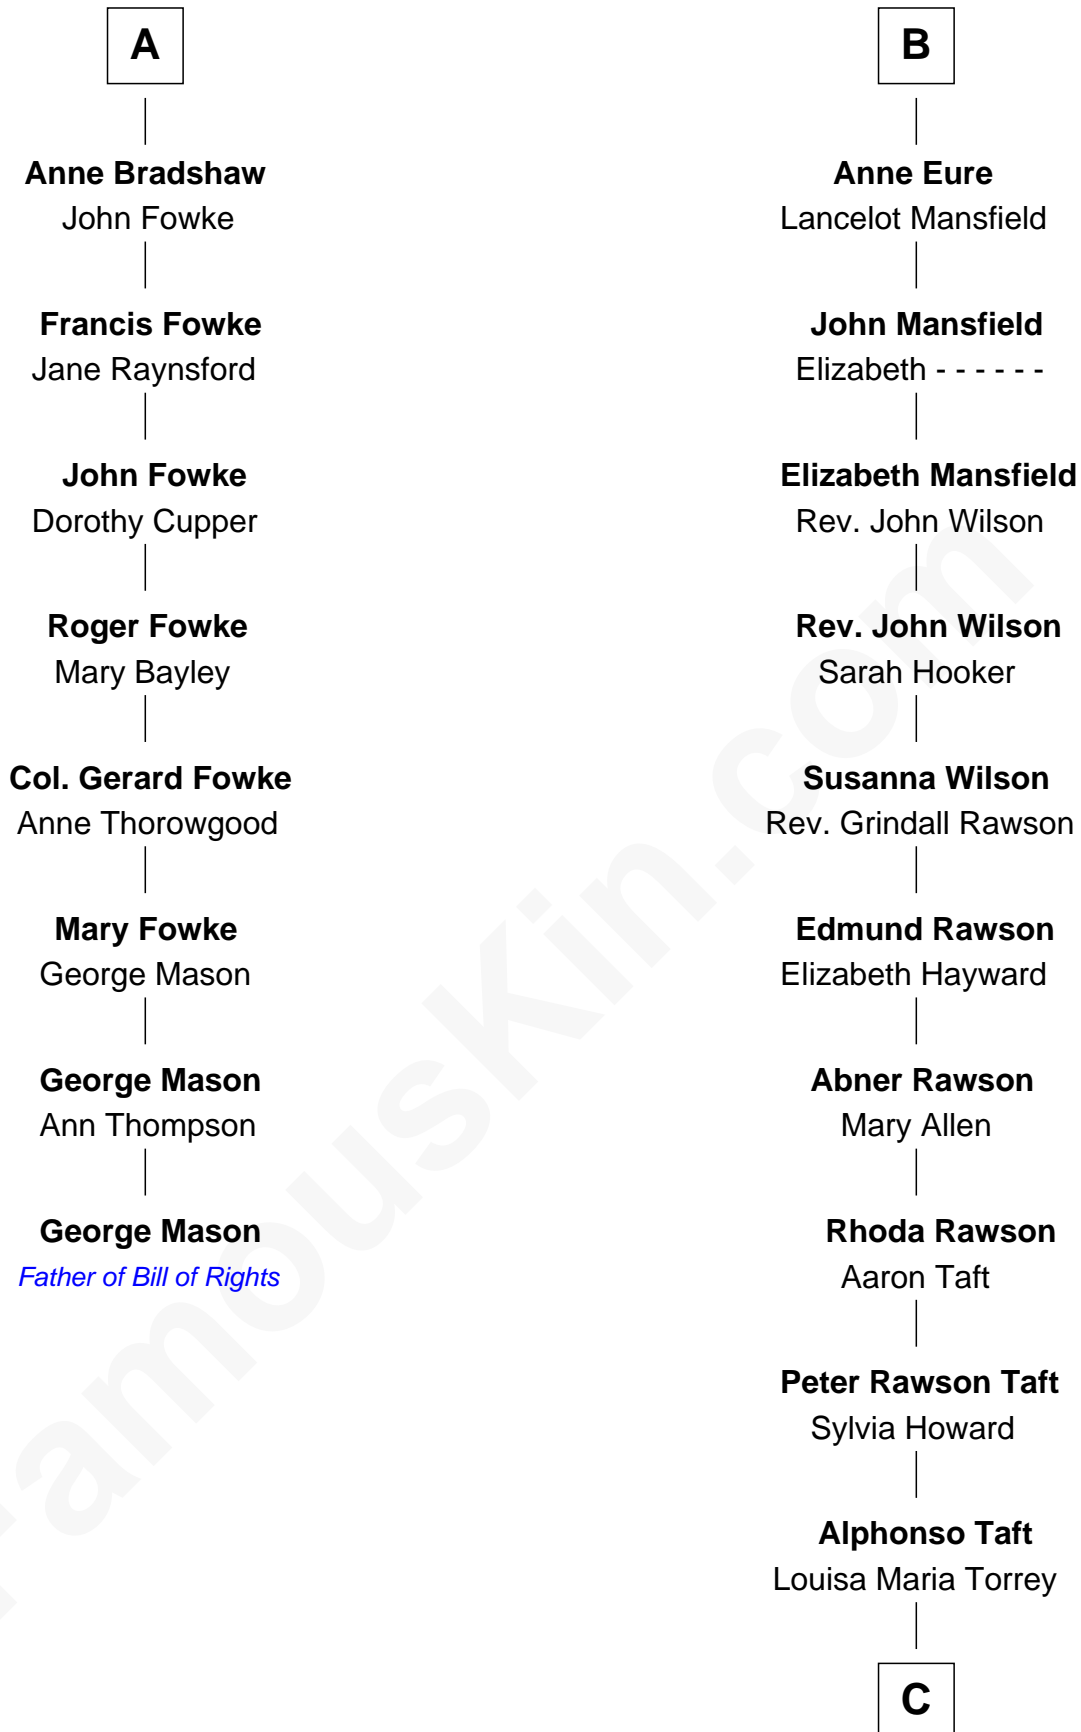 A
Anne Bradshaw
John Fowke
Francis Fowke
Jane Raynsford
John Fowke
Dorothy Cupper
Roger Fowke
Mary Bayley
Col. Gerard Fowke
Anne Thorowgood
Mary Fowke
George Mason
George Mason
Ann Thompson
George Mason
Father of Bill of Rights
B
Anne Eure
Lancelot Mansfield
John Mansfield
Elizabeth - - - - - -
Elizabeth Mansfield
Rev. John Wilson
Rev. John Wilson
Sarah Hooker
Susanna Wilson
Rev. Grindall Rawson
Edmund Rawson
Elizabeth Hayward
Abner Rawson
Mary Allen
Rhoda Rawson
Aaron Taft
Peter Rawson Taft
Sylvia Howard
Alphonso Taft
Louisa Maria Torrey
C
FamousKin.com